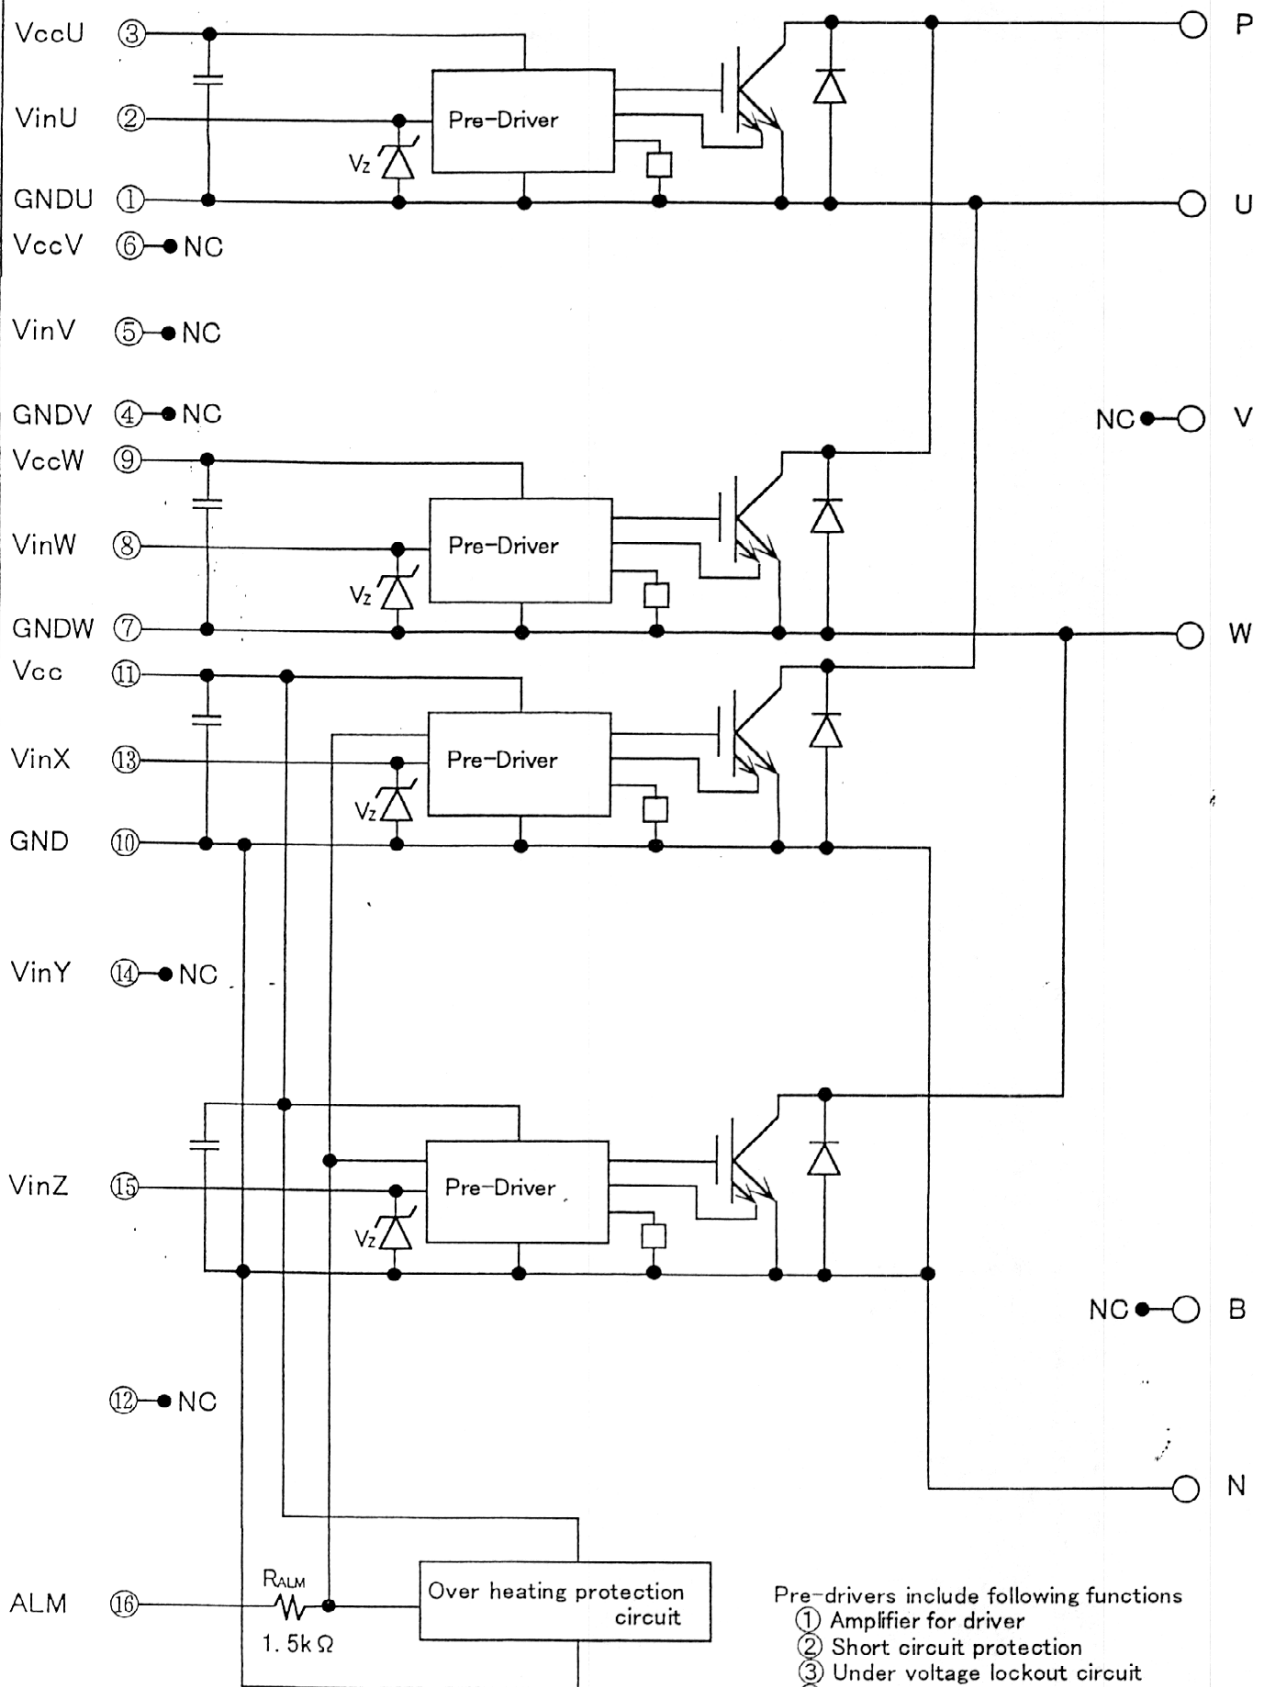 VccU ③ P
Pre-Driver
VinU ②
Vz
GNDU ① U
VccV ⑥ NC
VinV ⑤ NC
GNDV ④ NC NC V
VccW ⑨
VinW ⑧ Pre-Driver
Vz
GNDW ⑦ W
Vcc ⑪
VinX ⑬ Pre-Driver
Vz
GND ⑩
VinY ⑭ NC
VinZ ⑮ Pre-Driver
Vz
NC B
⑫ NC
N
RALM
ALM ⑯ Over heating protection
circuit
1.5kΩ
Pre-drivers include following functions
① Amplifier for driver
② Short circuit protection
③ Under voltage lockout circuit